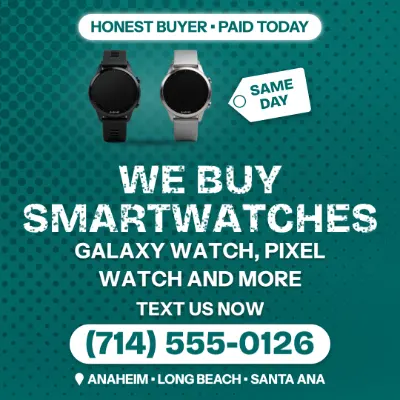 HONEST BUYER • PAID TODAY
SAME
DAY
WE BUY
SMARTWATCHES
GALAXY WATCH, PIXEL
WATCH AND MORE
TEXT US NOW
(714) 555-0126
ANAHEIM • LONG BEACH • SANTA ANA